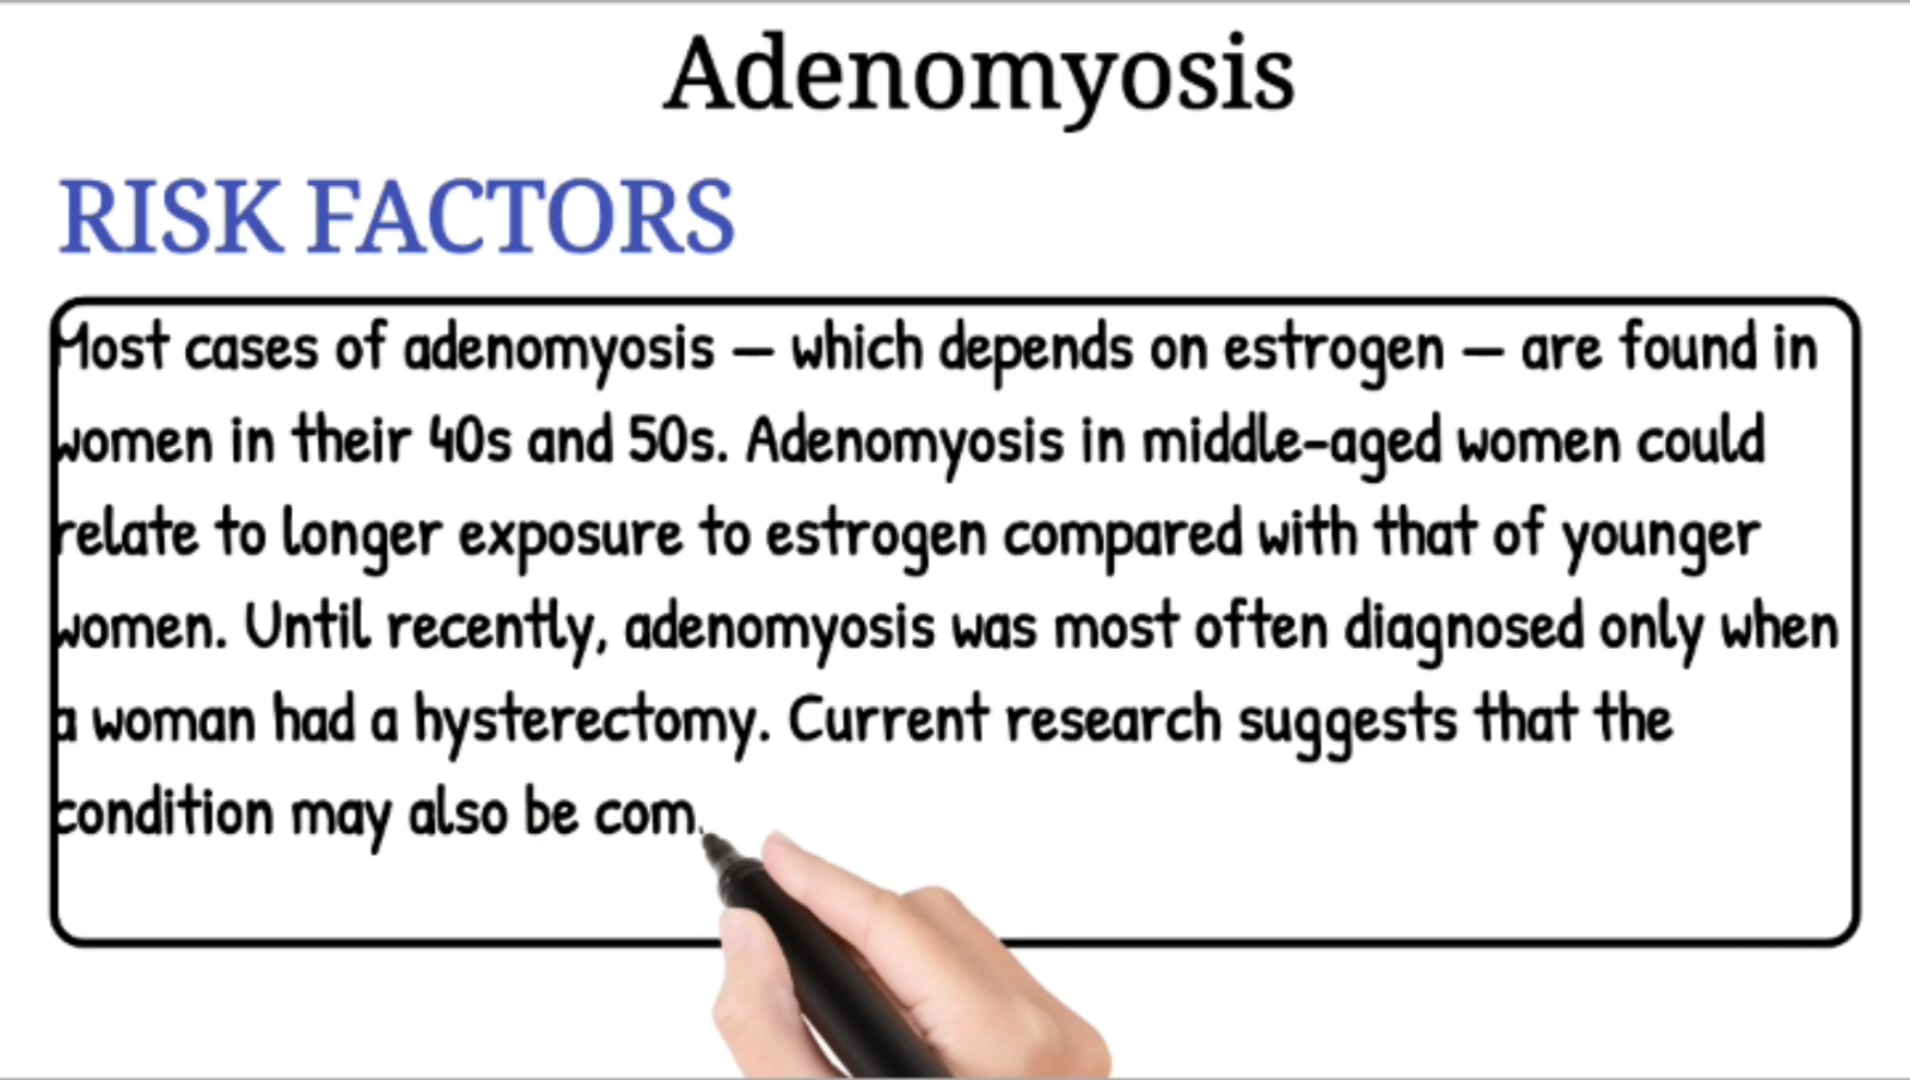 Adenomyosis
RISK FACTORS
Most cases of adenomyosis — which depends on estrogen — are found in
women in their 40s and 50s. Adenomyosis in middle-aged women could
relate to longer exposure to estrogen compared with that of younger
women. Until recently, adenomyosis was most often diagnosed only when
a woman had a hysterectomy. Current research suggests that the
condition may also be com